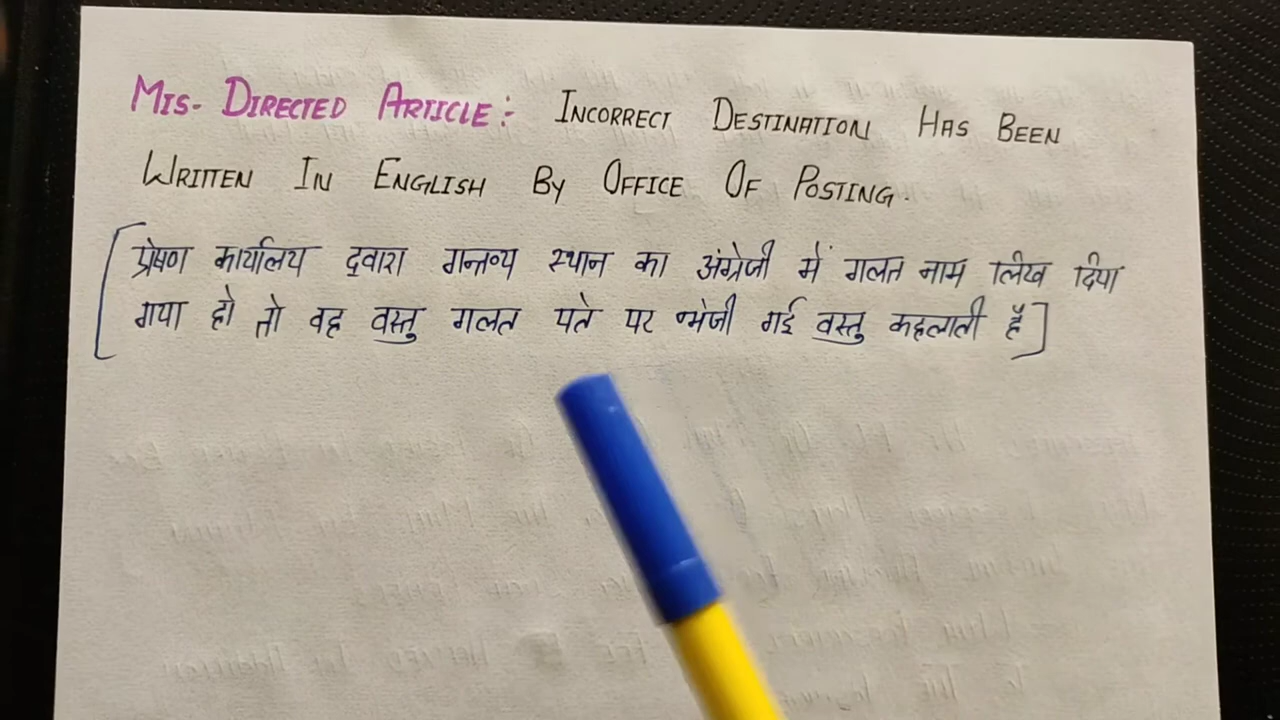 Mis- Directed Article:- Incorrect Destination Has Been
Written In English By Office Of Posting.
[प्रेषण कार्यालय द्वारा गन्तव्य स्थान का अंग्रेजी में गलत नाम लिख दिया
गया हो तो वह वस्तु गलत पते पर भेजी गई वस्तु कहलाती है]